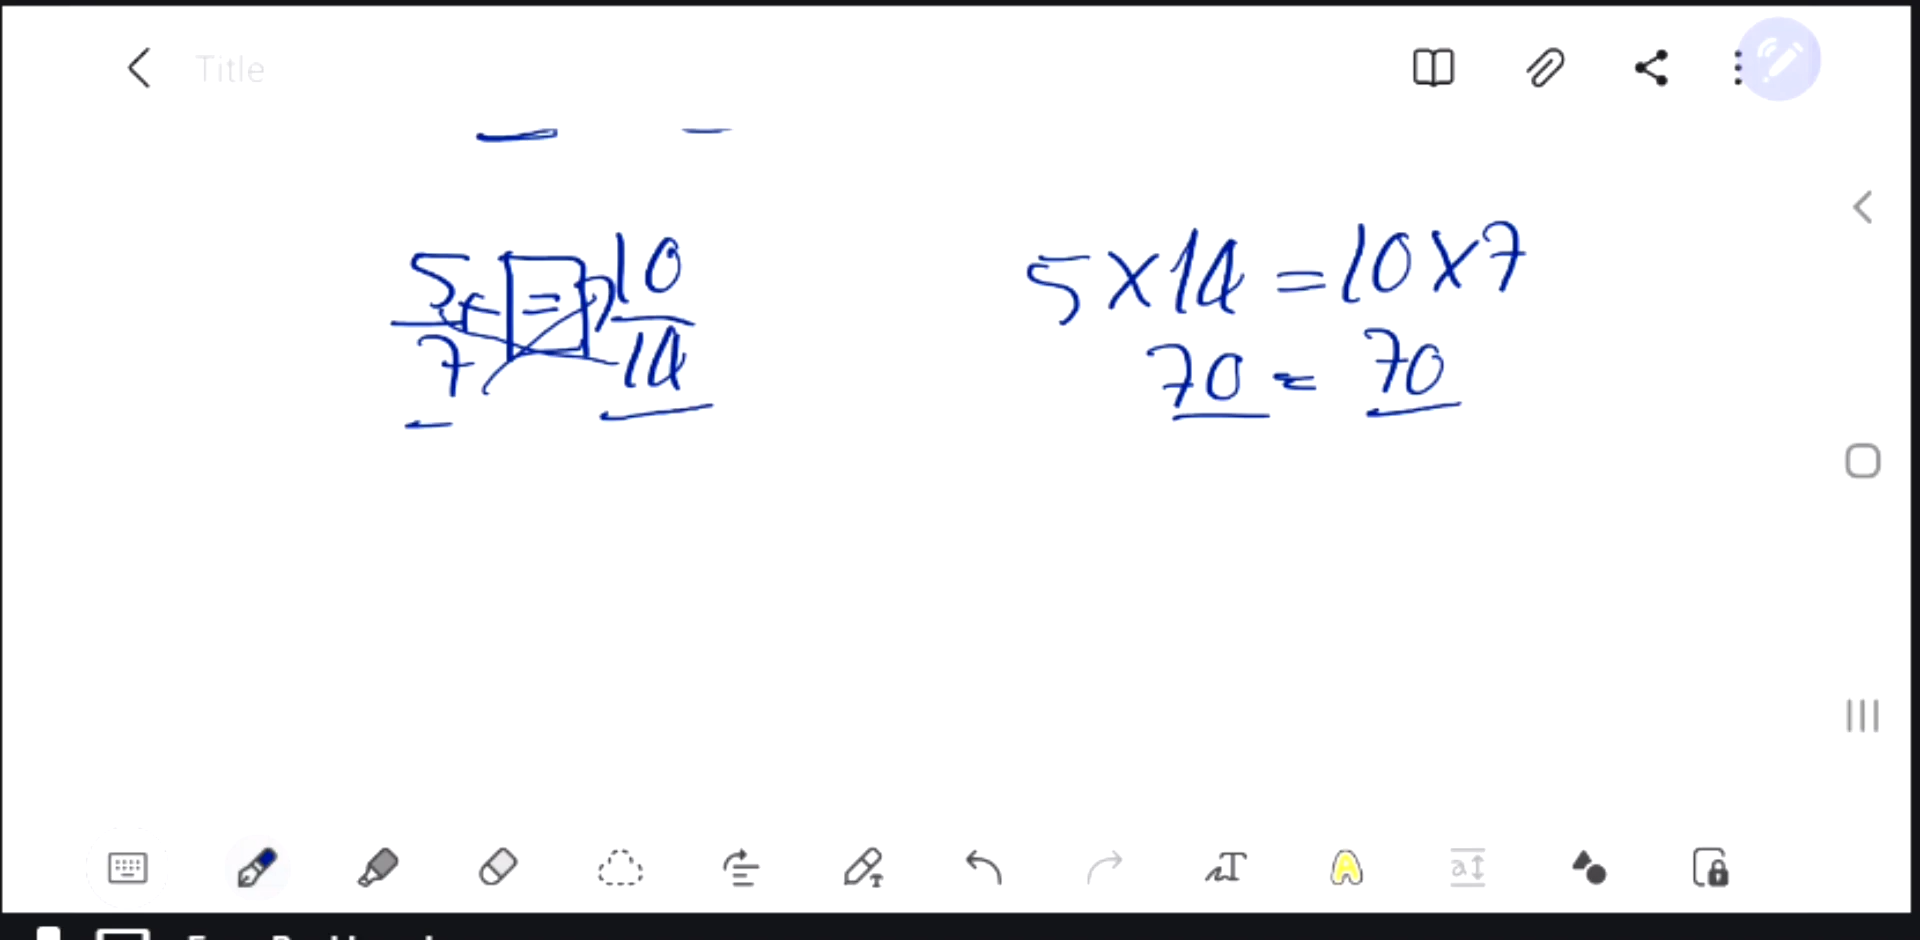 Title
5/7 = 10/14
5 × 14 = 10 × 7
70 = 70